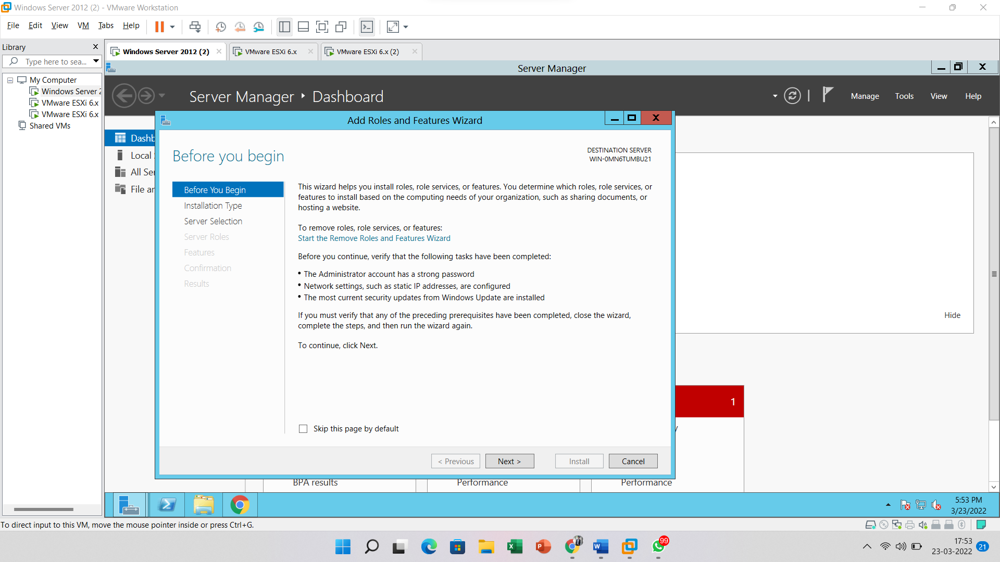 Windows Server 2012 (2) - VMware Workstation
File Edit View VM Tabs Help
Library
Type here to sea...
My Computer
Windows Server 2
VMware ESXi 6.x
VMware ESXi 6.x
Shared VMs
Windows Server 2012 (2)
VMware ESXi 6.x
VMware ESXi 6.x (2)
Server Manager
Server Manager Dashboard
Manage Tools View Help
Dashb
Local
All Ser
File an
Add Roles and Features Wizard
Before you begin
DESTINATION SERVER
WIN-0MN6TUMBU21
Before You Begin
Installation Type
Server Selection
Server Roles
Features
Confirmation
Results
This wizard helps you install roles, role services, or features. You determine which roles, role services, or
features to install based on the computing needs of your organization, such as sharing documents, or
hosting a website.
To remove roles, role services, or features:
Start the Remove Roles and Features Wizard
Before you continue, verify that the following tasks have been completed:
• The Administrator account has a strong password
• Network settings, such as static IP addresses, are configured
• The most current security updates from Windows Update are installed
If you must verify that any of the preceding prerequisites have been completed, close the wizard,
complete the steps, and then run the wizard again.
To continue, click Next.
Skip this page by default
< Previous Next > Install Cancel
Hide
1
BPA results
Performance
Performance
5:53 PM
3/23/2022
To direct input to this VM, move the mouse pointer inside or press Ctrl+G.
99
17:53
23-03-2022
21